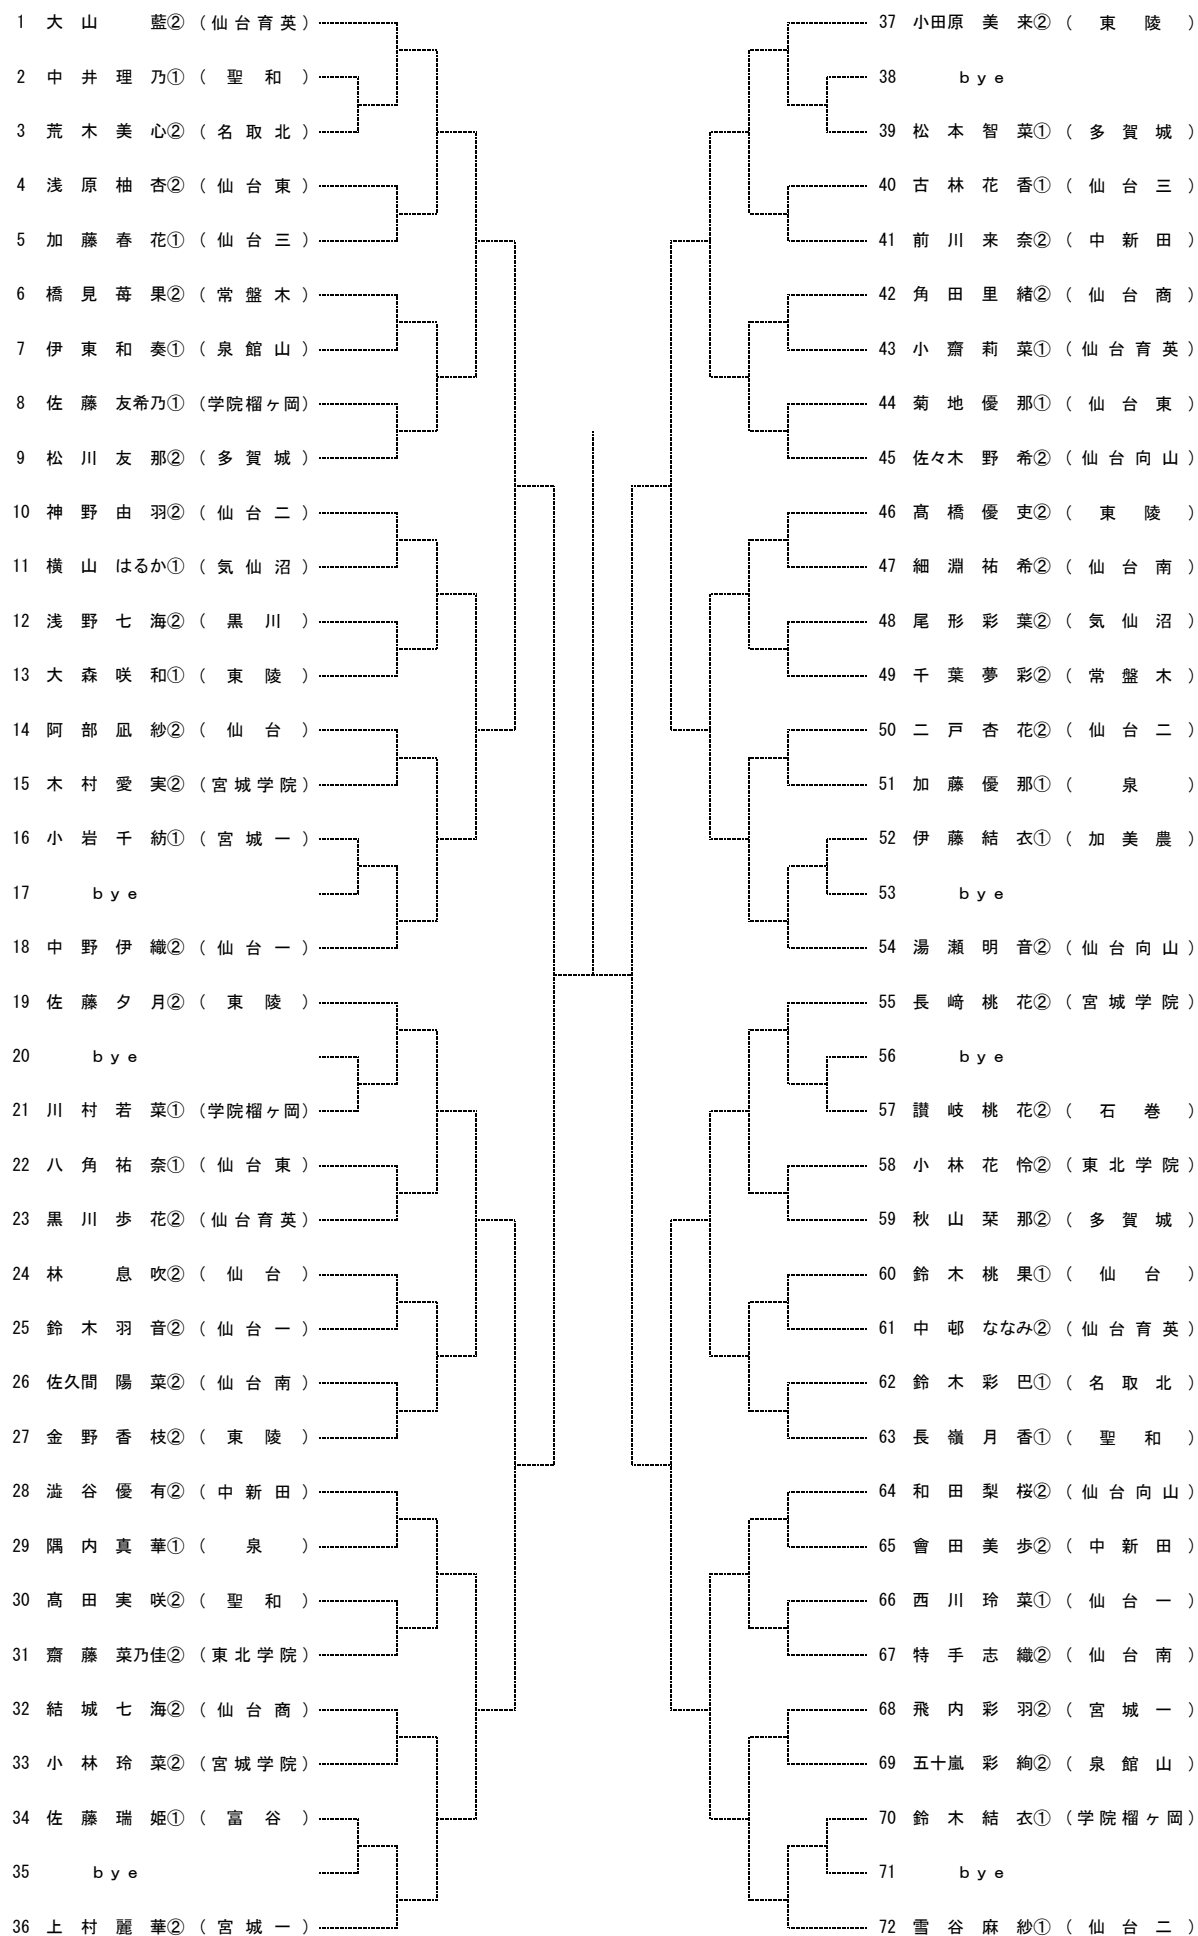 1 大山 藍② (仙台育英)
2 中井理乃① (聖和)
3 荒木美心② (名取北)
4 浅原柚杏② (仙台東)
5 加藤春花① (仙台三)
6 橋見苺果② (常盤木)
7 伊東和奏① (泉館山)
8 佐藤友希乃① (学院榴ヶ岡)
9 松川友那② (多賀城)
10 神野由羽② (仙台二)
11 横山はるか① (気仙沼)
12 浅野七海② (黒川)
13 大森咲和① (東陵)
14 阿部凪紗② (仙台)
15 木村愛実② (宮城学院)
16 小岩千紡① (宮城一)
17 bye
18 中野伊織② (仙台一)
19 佐藤夕月② (東陵)
20 bye
21 川村若菜① (学院榴ヶ岡)
22 八角祐奈① (仙台東)
23 黒川歩花② (仙台育英)
24 林 息吹② (仙台)
25 鈴木羽音② (仙台一)
26 佐久間陽菜② (仙台南)
27 金野香枝② (東陵)
28 澁谷優有② (中新田)
29 隅内真華① (泉)
30 髙田実咲② (聖和)
31 齋藤菜乃佳② (東北学院)
32 結城七海② (仙台商)
33 小林玲菜② (宮城学院)
34 佐藤瑞姫① (富谷)
35 bye
36 上村麗華② (宮城一)
37 小田原美来② (東陵)
38 bye
39 松本智菜① (多賀城)
40 古林花香① (仙台三)
41 前川来奈② (中新田)
42 角田里緒② (仙台商)
43 小齋莉菜① (仙台育英)
44 菊地優那① (仙台東)
45 佐々木野希② (仙台向山)
46 髙橋優吏② (東陵)
47 細淵祐希② (仙台南)
48 尾形彩葉② (気仙沼)
49 千葉夢彩② (常盤木)
50 二戸杏花② (仙台二)
51 加藤優那① (泉)
52 伊藤結衣① (加美農)
53 bye
54 湯瀬明音② (仙台向山)
55 長﨑桃花② (宮城学院)
56 bye
57 讃岐桃花② (石巻)
58 小林花怜② (東北学院)
59 秋山栞那② (多賀城)
60 鈴木桃果① (仙台)
61 中邨ななみ② (仙台育英)
62 鈴木彩巴① (名取北)
63 長嶺月香① (聖和)
64 和田梨桜② (仙台向山)
65 會田美歩② (中新田)
66 西川玲菜① (仙台一)
67 特手志織② (仙台南)
68 飛内彩羽② (宮城一)
69 五十嵐彩絢② (泉館山)
70 鈴木結衣① (学院榴ヶ岡)
71 bye
72 雪谷麻紗① (仙台二)